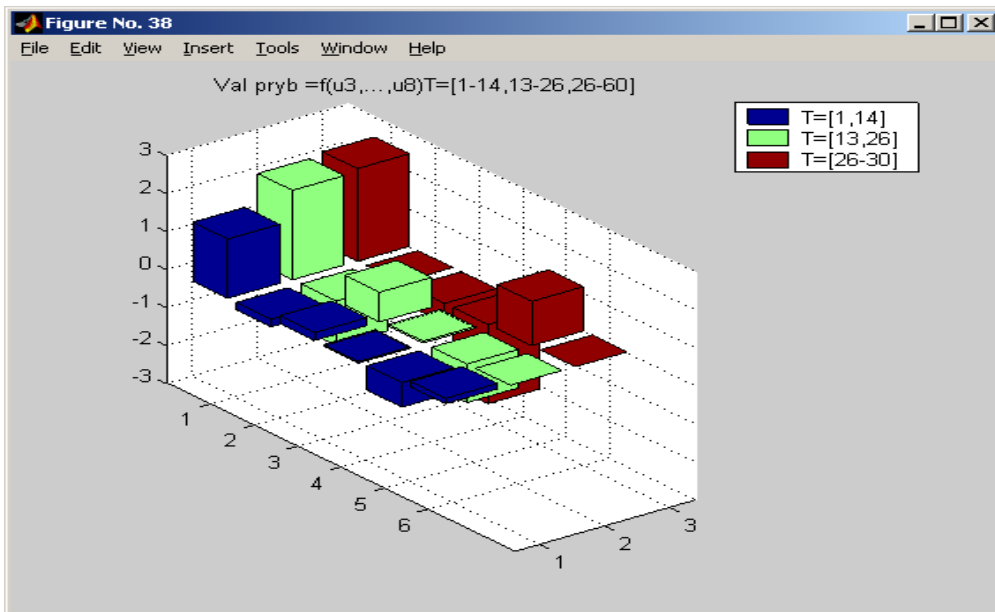 Figure No. 38
File Edit View Insert Tools Window Help
Val pryb =f(u3,...,u8)T=[1-14,13-26,26-60]
T=[1,14]
T=[13,26]
T=[26-30]
3
2
1
0
-1
-2
-3
1
2
3
4
5
6
1
2
3